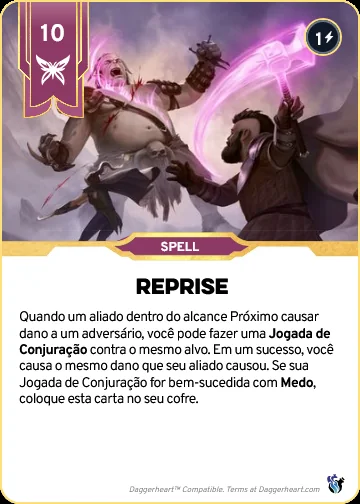 10
1
SPELL
REPRISE
Quando um aliado dentro do alcance Próximo causar
dano a um adversário, você pode fazer uma Jogada de
Conjuração contra o mesmo alvo. Em um sucesso, você
causa o mesmo dano que seu aliado causou. Se sua
Jogada de Conjuração for bem-sucedida com Medo,
coloque esta carta no seu cofre.
Daggerheart™ Compatible. Terms at Daggerheart.com